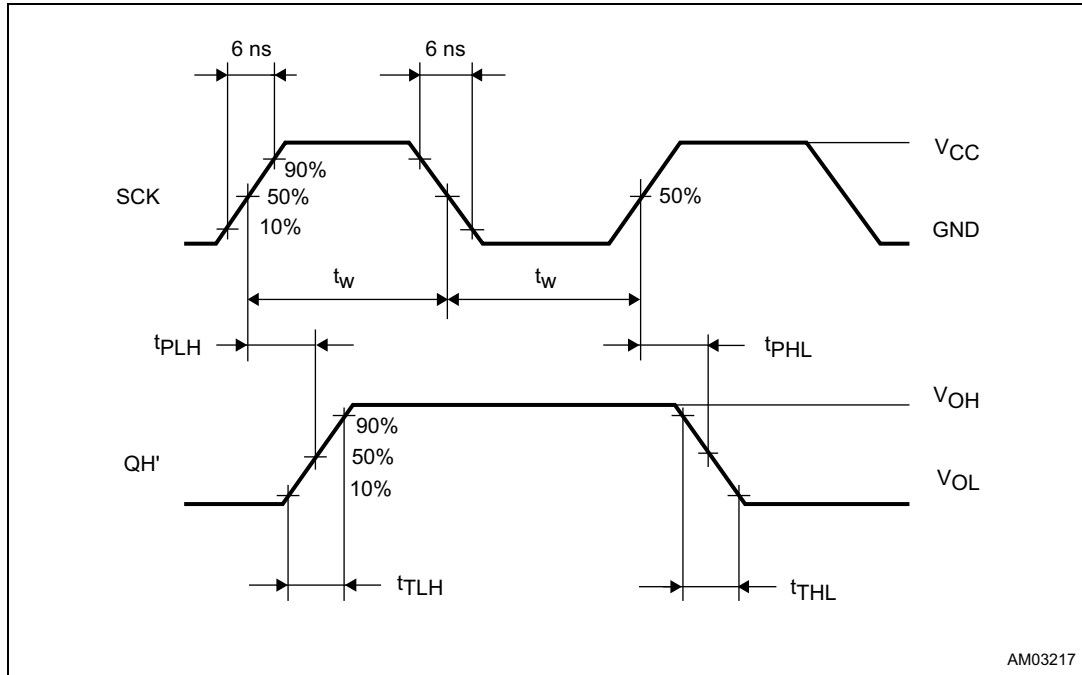 6 ns
6 ns
VCC
90%
SCK
50%
50%
10%
GND
tw
tw
tPLH
tPHL
VOH
90%
QH'
50%
10%
VOL
tTLH
tTHL
AM03217